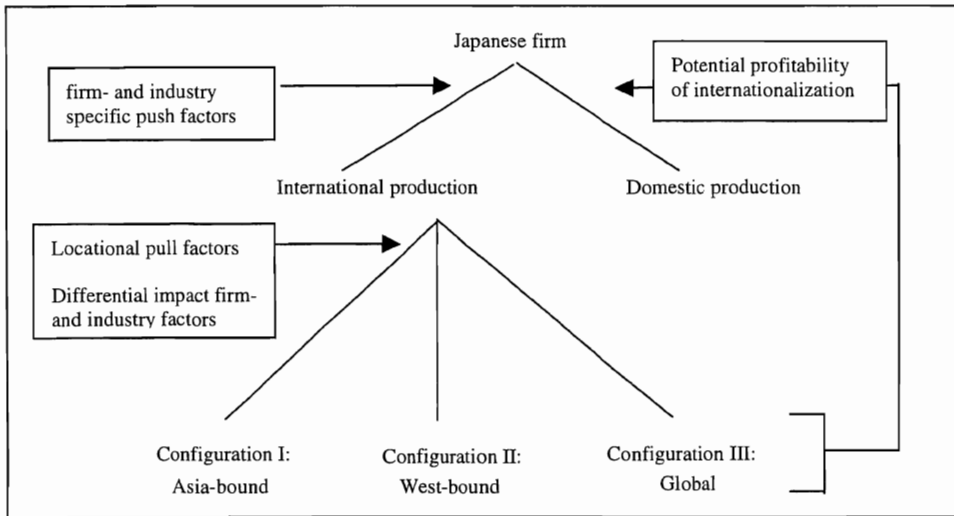 Japanese firm
firm- and industry
specific push factors
Potential profitability
of internationalization
International production
Domestic production
Locational pull factors
Differential impact firm-
and industry factors
Configuration I:
Asia-bound
Configuration II:
West-bound
Configuration III:
Global